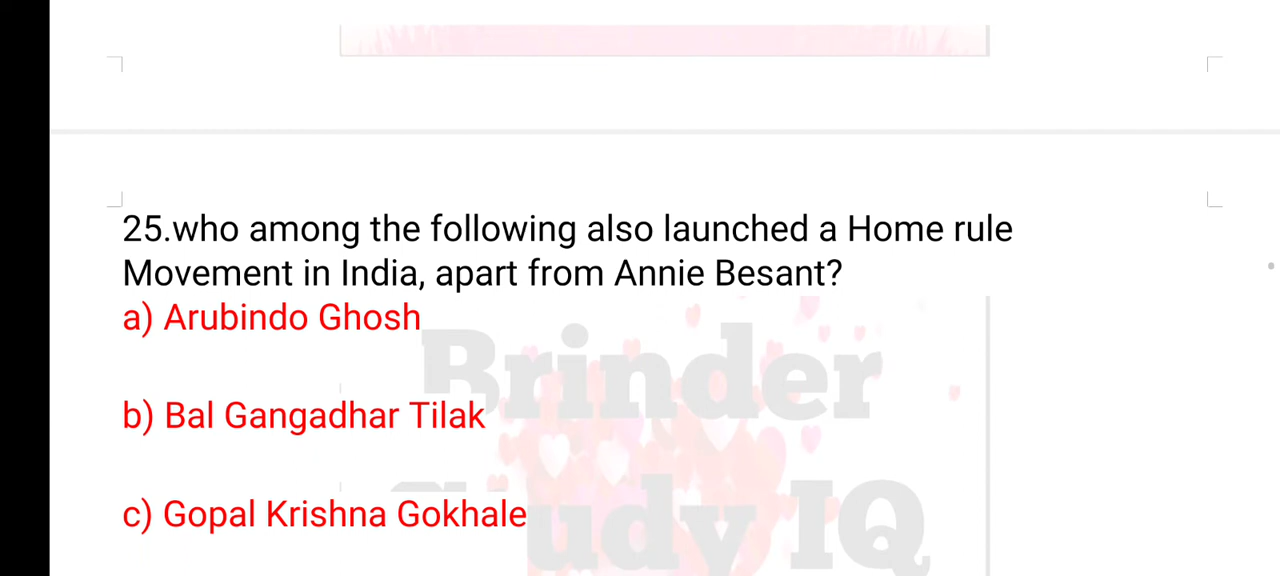 25.who among the following also launched a Home rule
Movement in India, apart from Annie Besant?
a) Arubindo Ghosh
Brinder
b) Bal Gangadhar Tilak
c) Gopal Krishna Gokhale
udy IQ